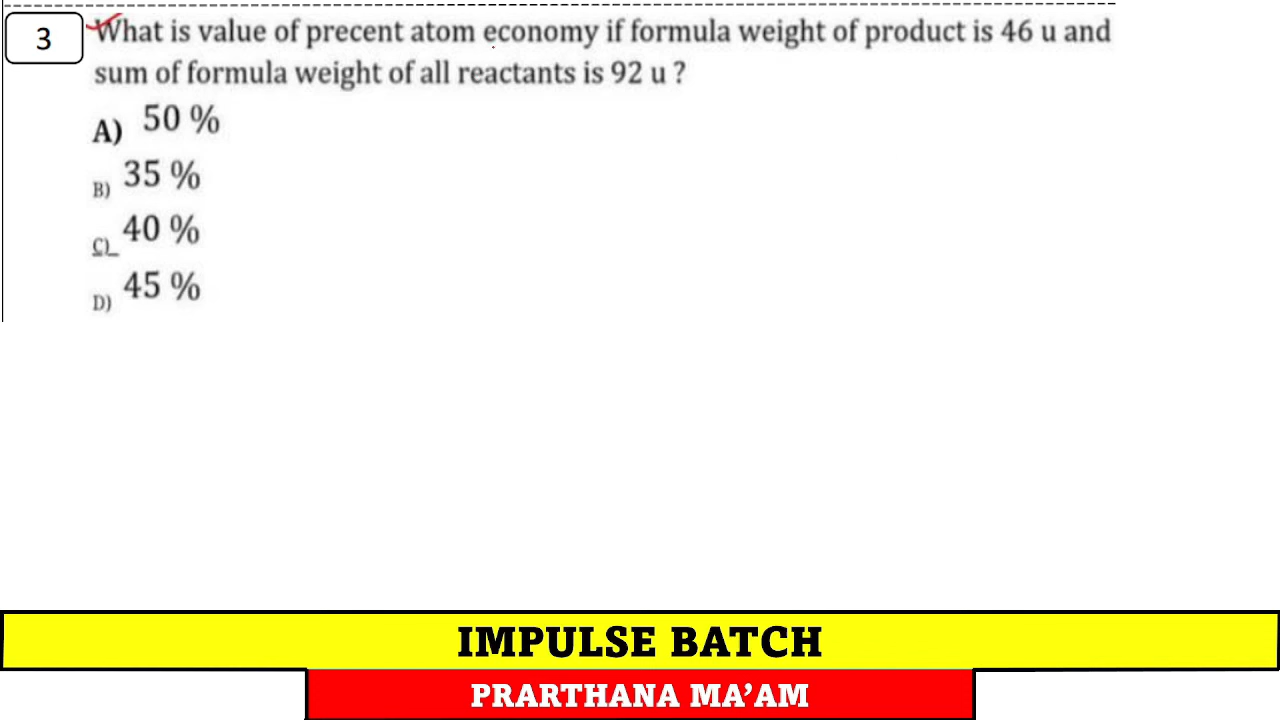 3
What is value of precent atom economy if formula weight of product is 46 u and
sum of formula weight of all reactants is 92 u ?
A) 50 %
B) 35 %
C) 40 %
D) 45 %
IMPULSE BATCH
PRARTHANA MA’AM